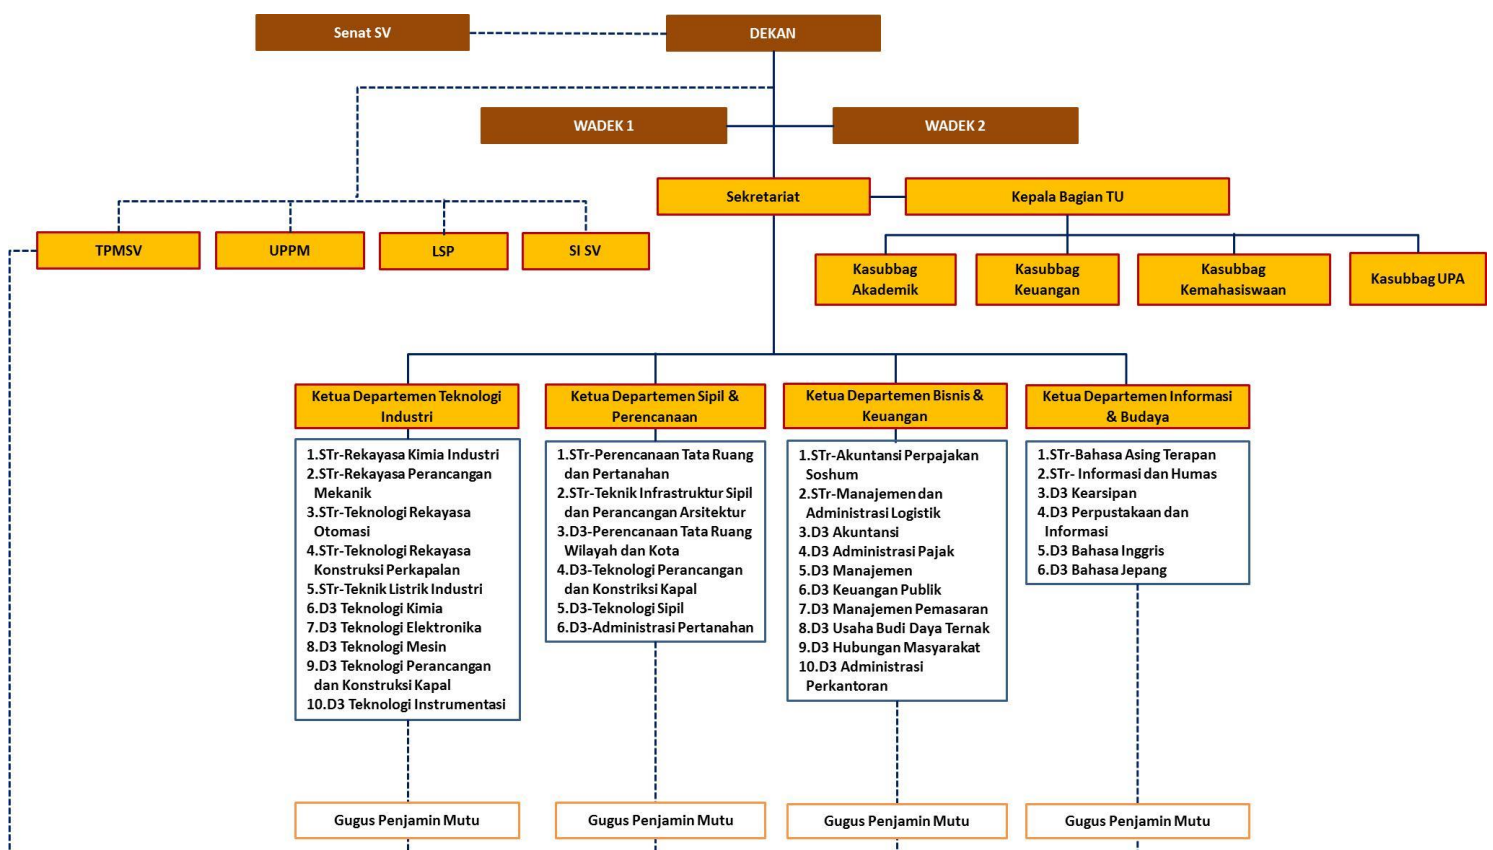 Senat SV
DEKAN
WADEK 1
WADEK 2
Sekretariat
Kepala Bagian TU
TPMSV
UPPM
LSP
SI SV
Kasubbag
Akademik
Kasubbag
Keuangan
Kasubbag
Kemahasiswaan
Kasubbag UPA
Ketua Departemen Teknologi
Industri
1.STr-Rekayasa Kimia Industri
2.STr-Rekayasa Perancangan
Mekanik
3.STr-Teknologi Rekayasa
Otomasi
4.STr-Teknologi Rekayasa
Konstruksi Perkapalan
5.STr-Teknik Listrik Industri
6.D3 Teknologi Kimia
7.D3 Teknologi Elektronika
8.D3 Teknologi Mesin
9.D3 Teknologi Perancangan
dan Konstruksi Kapal
10.D3 Teknologi Instrumentasi
Gugus Penjamin Mutu
Ketua Departemen Sipil &
Perencanaan
1.STr-Perencanaan Tata Ruang
dan Pertanahan
2.STr-Teknik Infrastruktur Sipil
dan Perancangan Arsitektur
3.D3-Perencanaan Tata Ruang
Wilayah dan Kota
4.D3-Teknologi Perancangan
dan Konstriksi Kapal
5.D3-Teknologi Sipil
6.D3-Administrasi Pertanahan
Gugus Penjamin Mutu
Ketua Departemen Bisnis &
Keuangan
1.STr-Akuntansi Perpajakan
Soshum
2.STr-Manajemen dan
Administrasi Logistik
3.D3 Akuntansi
4.D3 Administrasi Pajak
5.D3 Manajemen
6.D3 Keuangan Publik
7.D3 Manajemen Pemasaran
8.D3 Usaha Budi Daya Ternak
9.D3 Hubungan Masyarakat
10.D3 Administrasi
Perkantoran
Gugus Penjamin Mutu
Ketua Departemen Informasi
& Budaya
1.STr-Bahasa Asing Terapan
2.STr- Informasi dan Humas
3.D3 Kearsipan
4.D3 Perpustakaan dan
Informasi
5.D3 Bahasa Inggris
6.D3 Bahasa Jepang
Gugus Penjamin Mutu